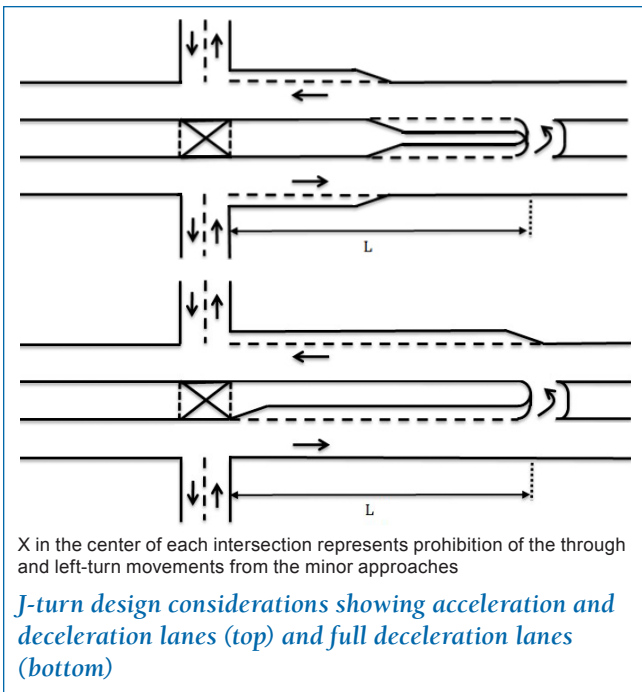 L
L
X in the center of each intersection represents prohibition of the through
and left-turn movements from the minor approaches
J-turn design considerations showing acceleration and
deceleration lanes (top) and full deceleration lanes
(bottom)